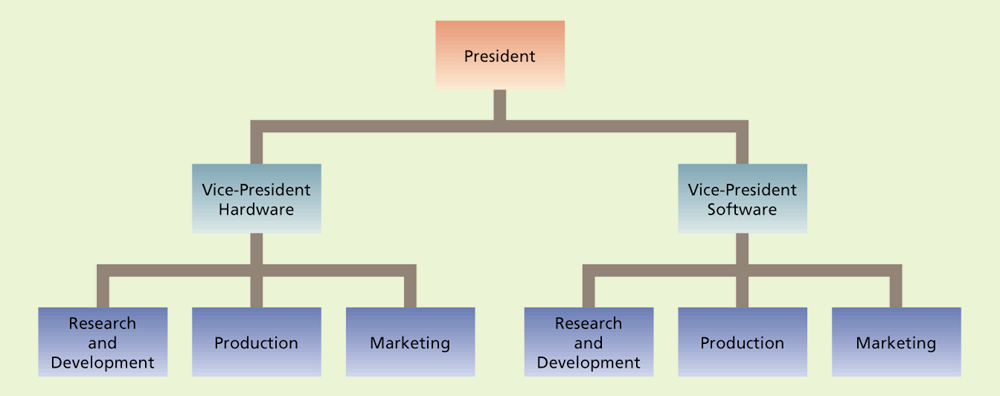 President
Vice-President
Hardware
Vice-President
Software
Research
and
Development
Production
Marketing
Research
and
Development
Production
Marketing